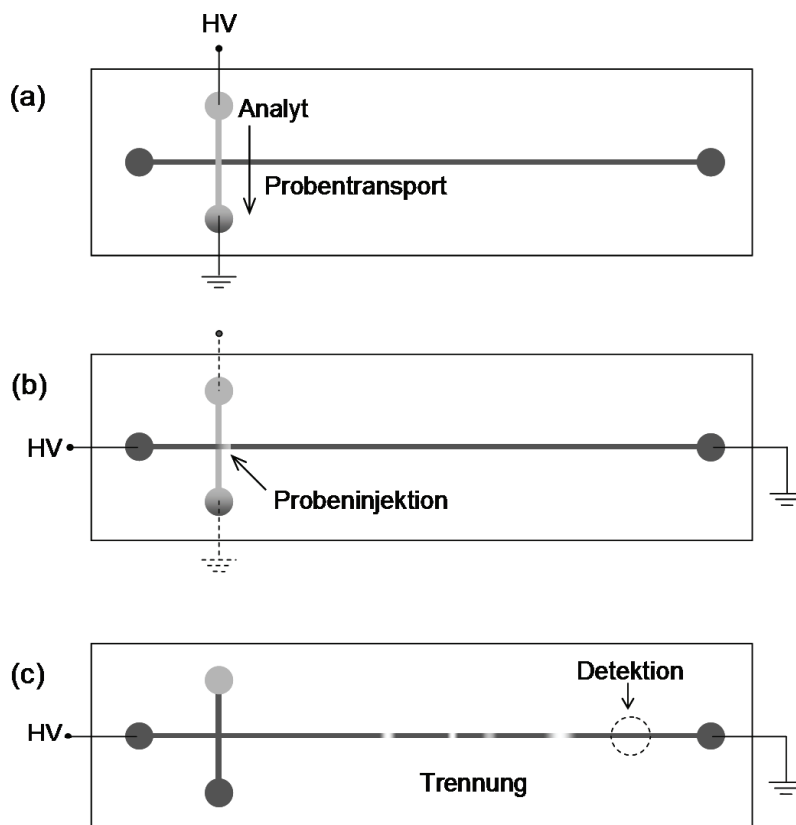 HV
(a)
Analyt
Probentransport
(b)
HV
Probeninjektion
(c)
Detektion
HV
Trennung